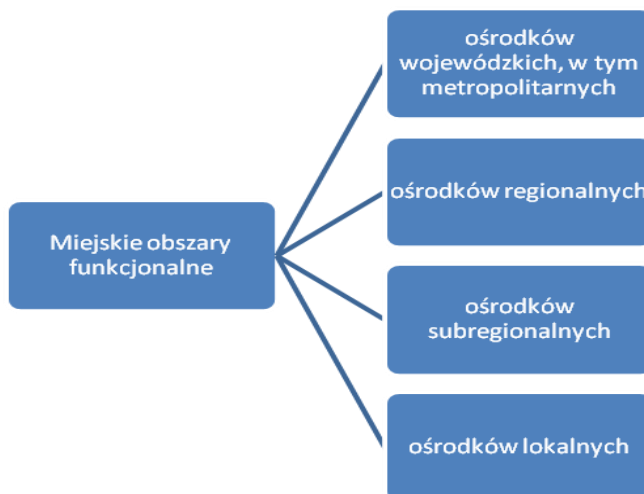 Miejskie obszary
funkcjonalne
ośrodków
wojewódzkich, w tym
metropolitarnych
ośrodków regionalnych
ośrodków
subregionalnych
ośrodków lokalnych